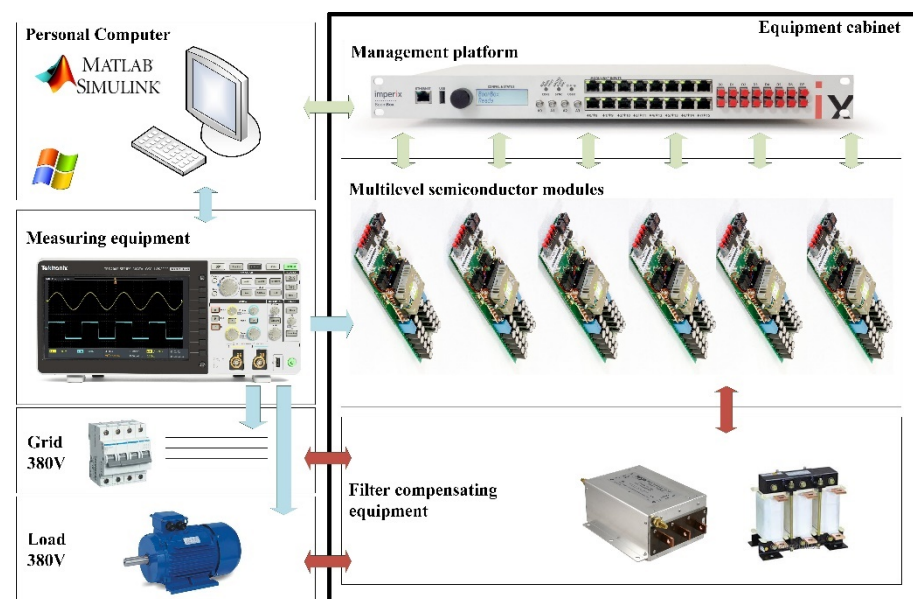 Personal Computer
MATLAB
SIMULINK
Equipment cabinet
Management platform
imperix
Multilevel semiconductor modules
Measuring equipment
Tektronix
Grid
380V
Filter compensating
equipment
Load
380V